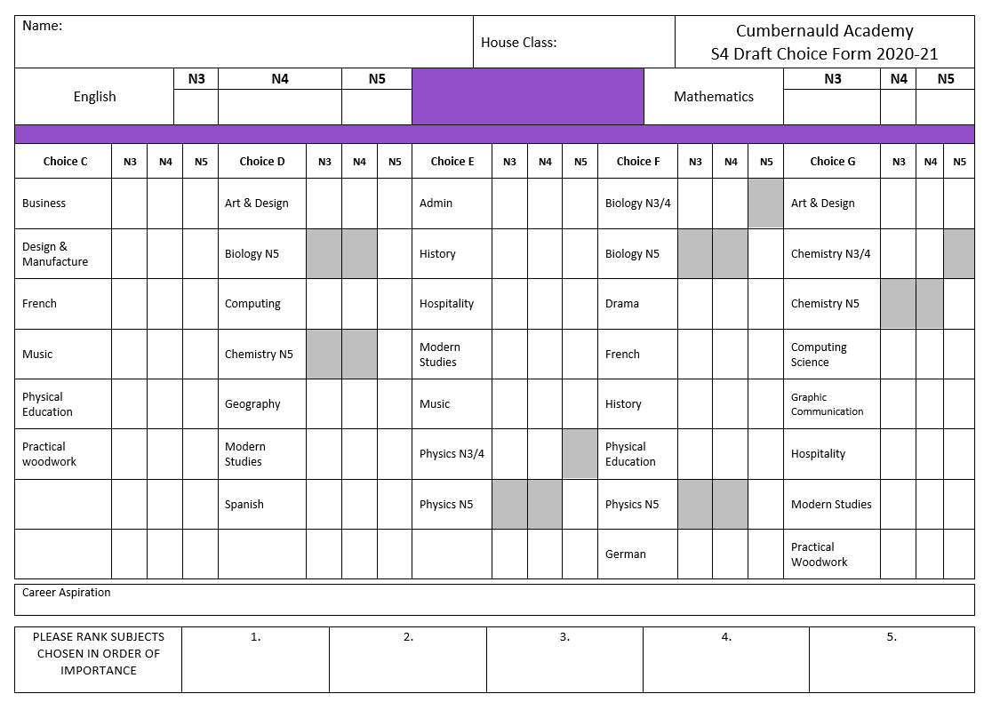 Name:
House Class:
Cumbernauld Academy
S4 Draft Choice Form 2020-21
English
N3
N4
N5
Mathematics
N3
N4
N5
Choice C
N3
N4
N5
Choice D
N3
N4
N5
Choice E
N3
N4
N5
Choice F
N3
N4
N5
Choice G
N3
N4
N5
Business
Art & Design
Admin
Biology N3/4
Art & Design
Design &
Manufacture
Biology N5
History
Biology N5
Chemistry N3/4
French
Computing
Hospitality
Drama
Chemistry N5
Music
Chemistry N5
Modern
Studies
French
Computing
Science
Physical
Education
Geography
Music
History
Graphic
Communication
Practical
woodwork
Modern
Studies
Physics N3/4
Physical
Education
Hospitality
Spanish
Physics N5
Physics N5
Modern Studies
German
Practical
Woodwork
Career Aspiration
PLEASE RANK SUBJECTS
CHOSEN IN ORDER OF
IMPORTANCE
1.
2.
3.
4.
5.